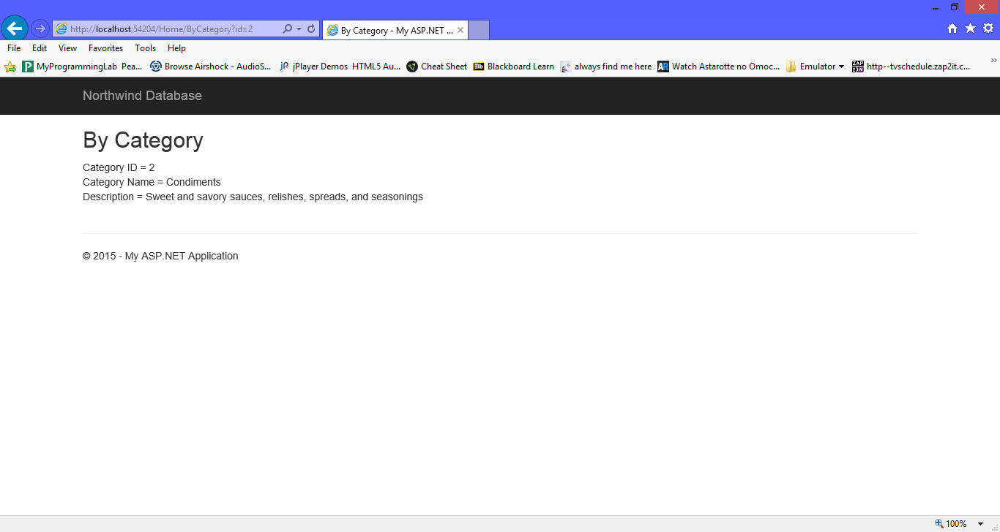 http://localhost:54204/Home/ByCategory?id=2
By Category - My ASP.NET ...
File Edit View Favorites Tools Help
MyProgrammingLab Pea... Browse Airshock - AudioS... jPlayer Demos HTML5 Au... Cheat Sheet Bb Blackboard Learn always find me here AR Watch Astarotte no Omoc... Emulator http--tvschedule.zap2it.c...
Northwind Database
By Category
Category ID = 2
Category Name = Condiments
Description = Sweet and savory sauces, relishes, spreads, and seasonings
© 2015 - My ASP.NET Application
100%